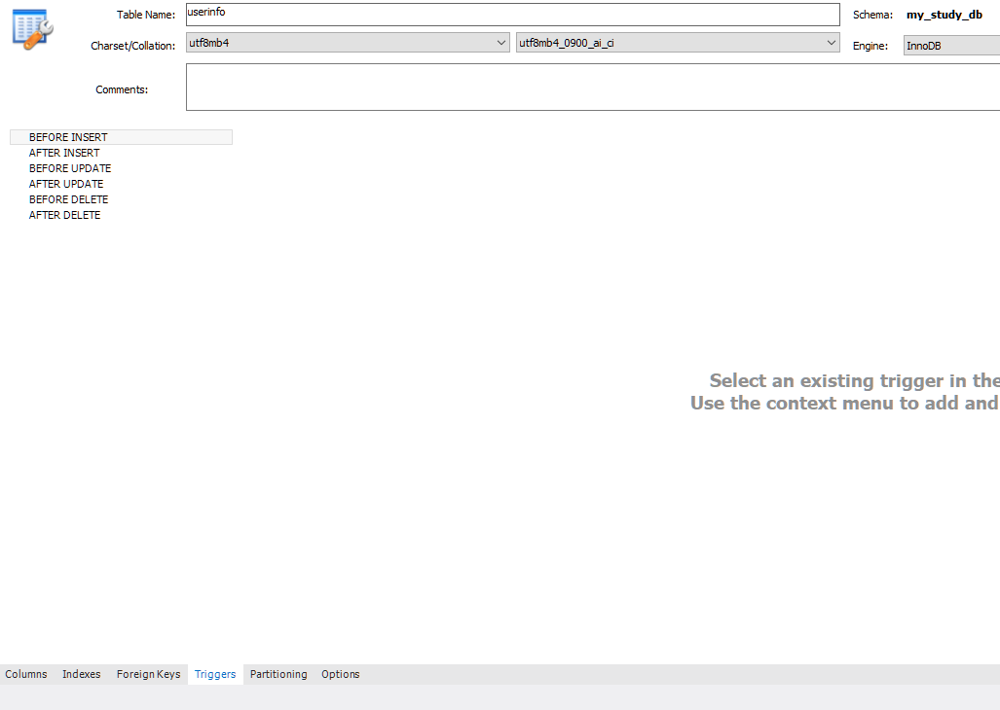 Table Name: userinfo Schema: my_study_db
Charset/Collation: utf8mb4 utf8mb4_0900_ai_ci Engine: InnoDB
Comments:
BEFORE INSERT
AFTER INSERT
BEFORE UPDATE
AFTER UPDATE
BEFORE DELETE
AFTER DELETE
Select an existing trigger in the
Use the context menu to add and
Columns Indexes Foreign Keys Triggers Partitioning Options